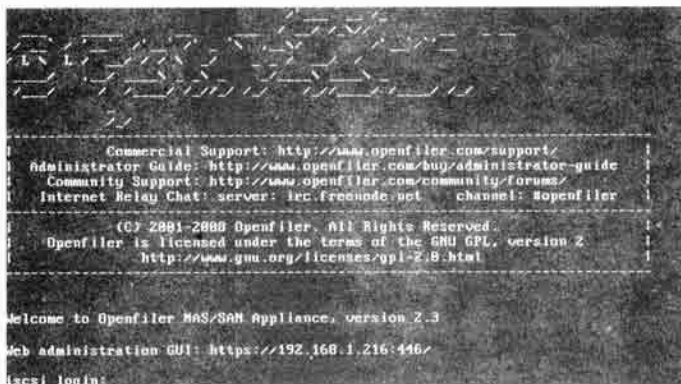 Commercial Support: http://www.openfiler.com/support/
Administrator Guide: http://www.openfiler.com/buy/administrator-guide
Community Support: http://www.openfiler.com/community/forums/
Internet Relay Chat: server: irc.freenode.net channel: #openfiler
(C) 2001-2008 Openfiler. All Rights Reserved.
Openfiler is licensed under the terms of the GNU GPL, version 2
http://www.gnu.org/licenses/gpl-2.0.html
Welcome to Openfiler NAS/SAN Appliance, version 2.3
Web administration GUI: https://192.168.1.216:446/
iscsi login: